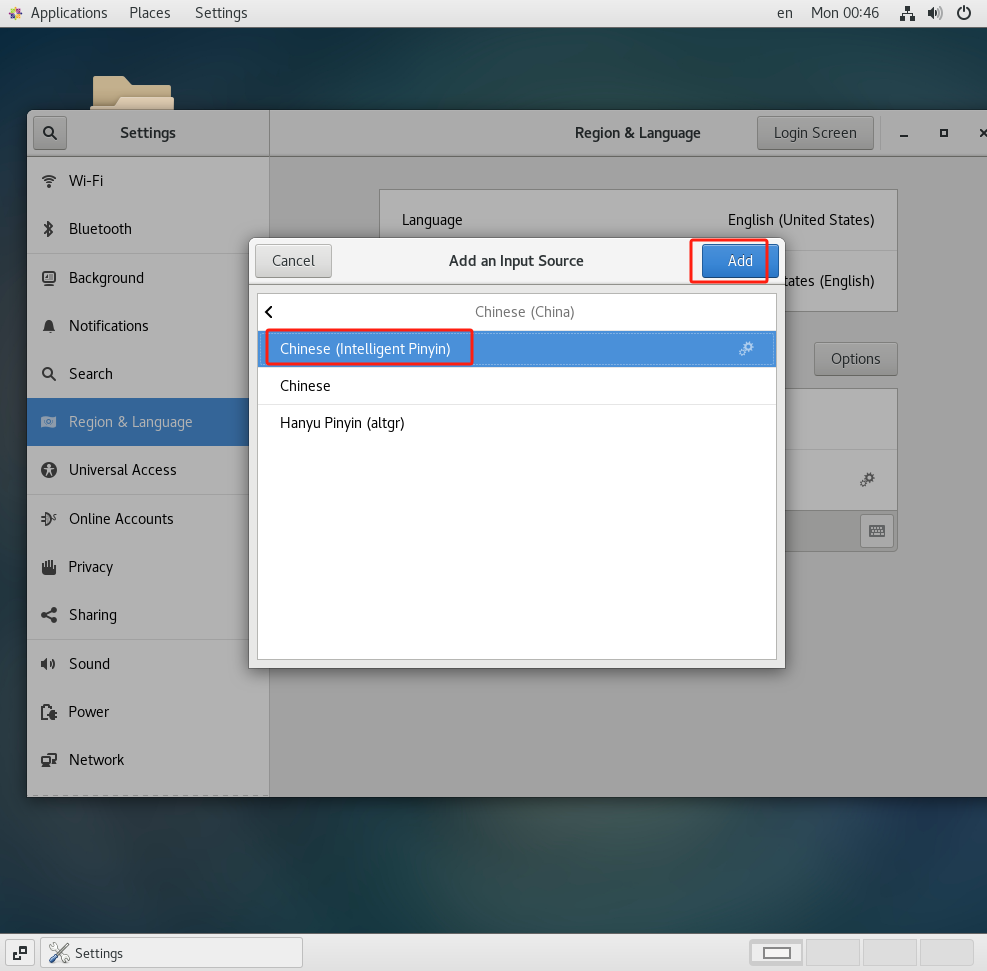 Applications Places Settings en Mon 00:46
Settings Region & Language Login Screen
Wi-Fi
Bluetooth
Background
Notifications
Search
Region & Language
Universal Access
Online Accounts
Privacy
Sharing
Sound
Power
Network
Language English (United States)
tates (English)
Options
Cancel Add an Input Source Add
Chinese (China)
Chinese (Intelligent Pinyin)
Chinese
Hanyu Pinyin (altgr)
Settings